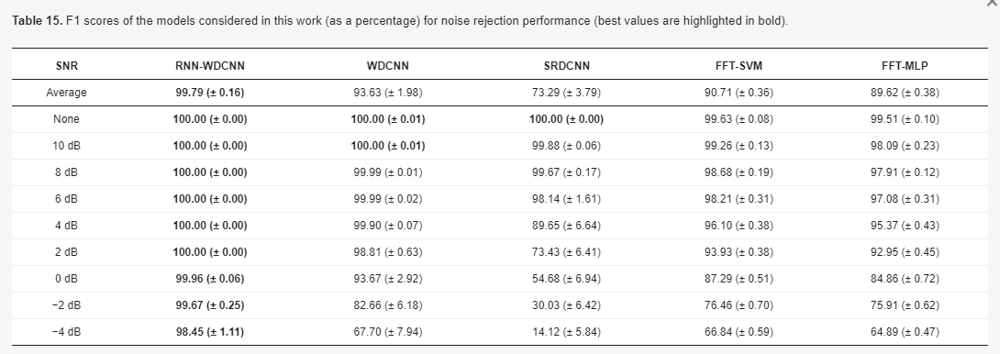 Table 15. F1 scores of the models considered in this work (as a percentage) for noise rejection performance (best values are highlighted in bold).
SNR RNN-WDCNN WDCNN SRDCNN FFT-SVM FFT-MLP
Average 99.79 (± 0.16) 93.63 (± 1.98) 73.29 (± 3.79) 90.71 (± 0.36) 89.62 (± 0.38)
None 100.00 (± 0.00) 100.00 (± 0.01) 100.00 (± 0.00) 99.63 (± 0.08) 99.51 (± 0.10)
10 dB 100.00 (± 0.00) 100.00 (± 0.01) 99.88 (± 0.06) 99.26 (± 0.13) 98.09 (± 0.23)
8 dB 100.00 (± 0.00) 99.99 (± 0.01) 99.67 (± 0.17) 98.68 (± 0.19) 97.91 (± 0.12)
6 dB 100.00 (± 0.00) 99.99 (± 0.02) 98.14 (± 1.61) 98.21 (± 0.31) 97.08 (± 0.31)
4 dB 100.00 (± 0.00) 99.90 (± 0.07) 89.65 (± 6.64) 96.10 (± 0.38) 95.37 (± 0.43)
2 dB 100.00 (± 0.00) 98.81 (± 0.63) 73.43 (± 6.41) 93.93 (± 0.38) 92.95 (± 0.45)
0 dB 99.96 (± 0.06) 93.67 (± 2.92) 54.68 (± 6.94) 87.29 (± 0.51) 84.86 (± 0.72)
−2 dB 99.67 (± 0.25) 82.66 (± 6.18) 30.03 (± 6.42) 76.46 (± 0.70) 75.91 (± 0.62)
−4 dB 98.45 (± 1.11) 67.70 (± 7.94) 14.12 (± 5.84) 66.84 (± 0.59) 64.89 (± 0.47)